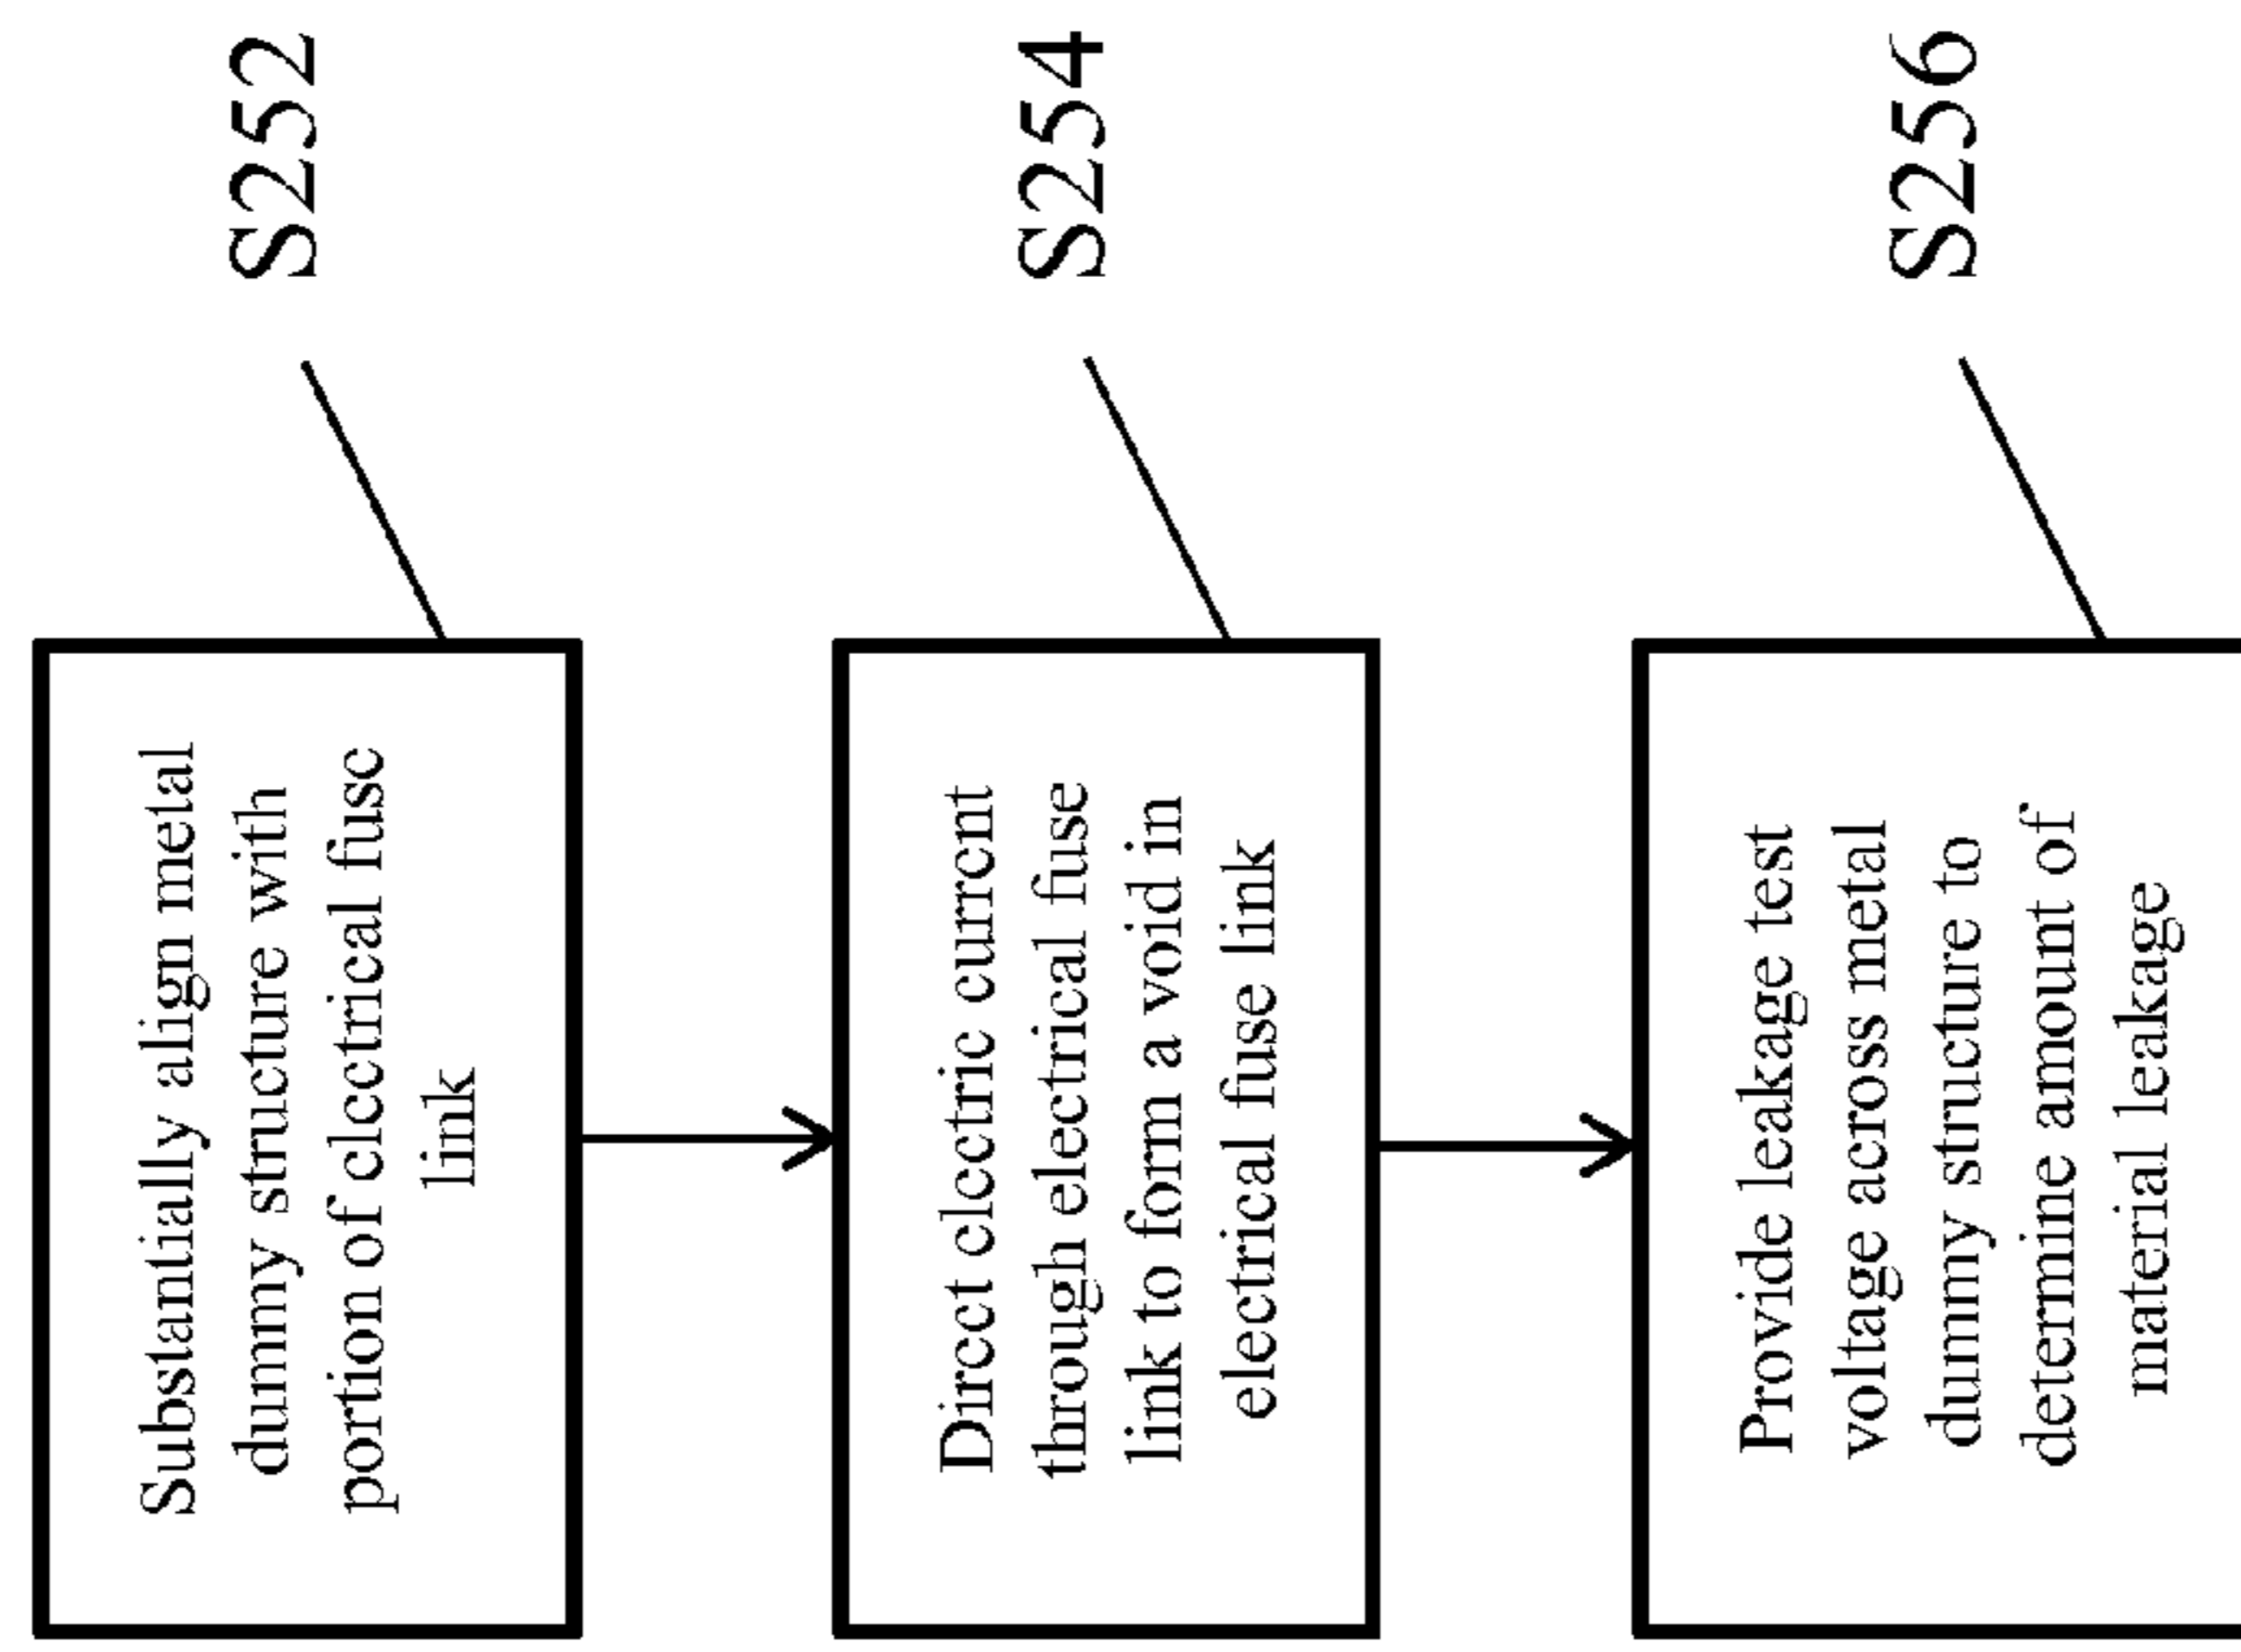 Substantially align metal
dummy structure with
portion of electrical fuse
link
S252
Direct electric current
through electrical fuse
link to form a void in
electrical fuse link
S254
Provide leakage test
voltage across metal
dummy structure to
determine amount of
material leakage
S256